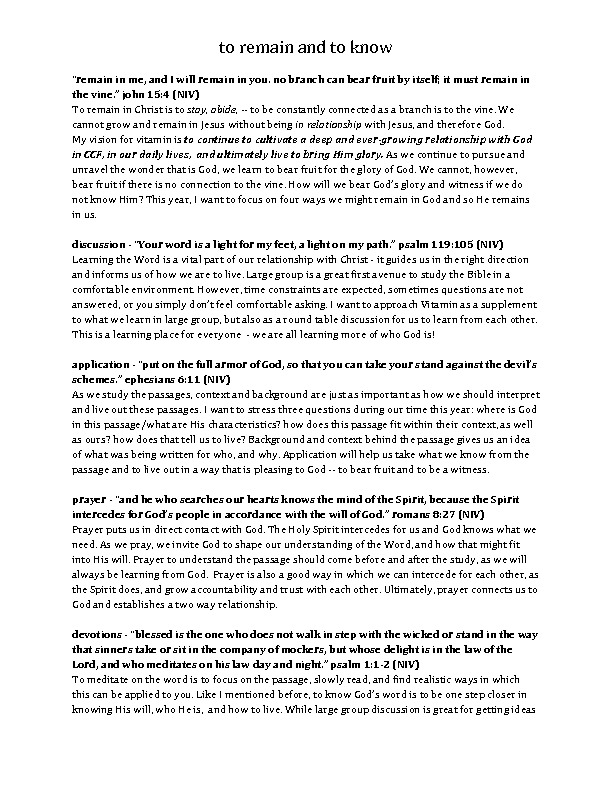 to remain and to know
"remain in me, and I will remain in you. no branch can bear fruit by itself; it must remain in
the vine." john 15:4 (NIV)
To remain in Christ is to stay, abide, -- to be constantly connected as a branch is to the vine. We
cannot grow and remain in Jesus without being in relationship with Jesus, and therefore God.
My vision for vitamin is to continue to cultivate a deep and ever-growing relationship with God
in CCF, in our daily lives, and ultimately live to bring Him glory. As we continue to pursue and
unravel the wonder that is God, we learn to bear fruit for the glory of God. We cannot, however,
bear fruit if there is no connection to the vine. How will we bear God's glory and witness if we do
not know Him? This year, I want to focus on four ways we might remain in God and so He remain
in us.
discussion - "Your word is a light for my feet, a light on my path." psalm 119:105 (NIV)
Learning the Word is a vital part of our relationship with Christ - it guides us in the right direction
and informs us of how we are to live. Large group is a great first avenue to study the Bible in a
comfortable environment. However, time constraints are expected, sometimes questions are not
answered, or you simply don't feel comfortable asking. I want to approach Vitamin as a supplement
to what we learn in large group, but also as a round table discussion for us to learn from each other.
This is a learning place for everyone - we are all learning more of who God is!
application - "put on the full armor of God, so that you can take your stand against the devil's
schemes." ephesians 6:11 (NIV)
As we study the passages, context and background are just as important as how we should interpret
and live out these passages. I want to stress three questions during our time this year: where is God
in this passage/what are His characteristics? how does this passage fit within their context, as well
as ours? how does that tell us to live? Background and context behind the passage gives us an idea
of what was being written for who, and why. Application will help us take what we know from the
passage and to live out in a way that is pleasing to God -- to bear fruit and to be a witness.
prayer - "and he who searches our hearts knows the mind of the Spirit, because the Spirit
intercedes for God's people in accordance with the will of God." romans 8:27 (NIV)
Prayer puts us in direct contact with God. The Holy Spirit intercedes for us and God knows what we
need. As we pray, we invite God to shape our understanding of the Word, and how that might fit
into His will. Prayer to understand the passage should come before and after the study, as we will
always be learning from God. Prayer is also a good way in which we can intercede for each other, as
the Spirit does, and grow accountability and trust with each other. Ultimately, prayer connects us to
God and establishes a two way relationship.
devotions - "blessed is the one who does not walk in step with the wicked or stand in the way
that sinners take or sit in the company of mockers, but whose delight is in the law of the
Lord, and who meditates on his law day and night." psalm 1:1-2 (NIV)
To meditate on the word is to focus on the passage, slowly read, and find realistic ways in which
this can be applied to you. Like I mentioned before, to know God's word is to be one step closer in
knowing His will, who He is, and how to live. While large group discussion is great for getting ideas